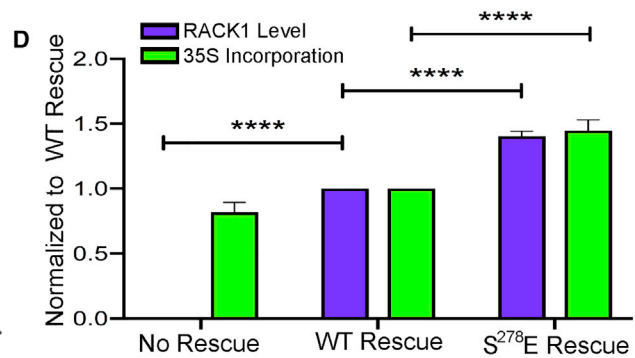 D
RACK1 Level
35S Incorporation
****
****
****
Normalized to WT Rescue
2.0
1.5
1.0
0.5
0.0
No Rescue
WT Rescue
S²⁷⁸E Rescue